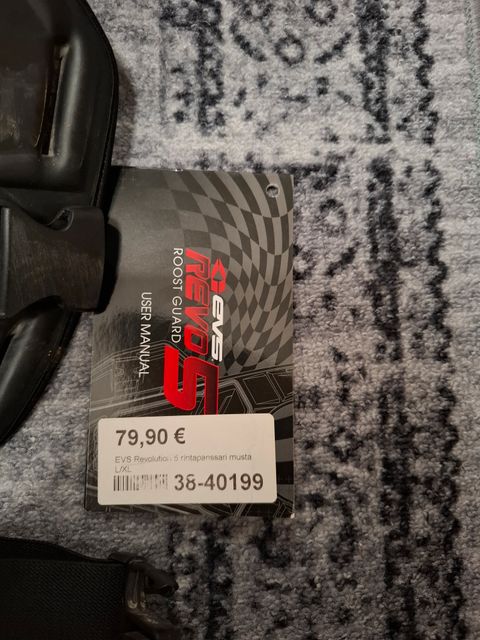 EVS
REVO 5
ROOST GUARD
USER MANUAL
79,90 €
EVS Revolution 5 rintapanssari musta
L/XL
38-40199